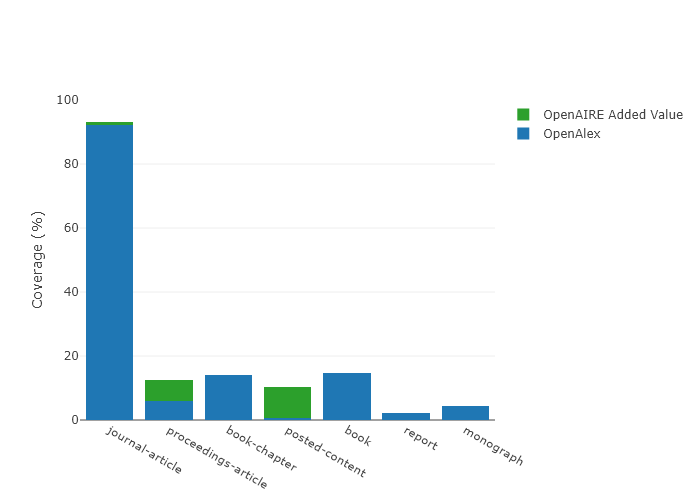 100
80
60
40
20
0
Coverage (%)
journal-article
proceedings-article
book-chapter
posted-content
book
report
monograph
OpenAIRE Added Value
OpenAlex